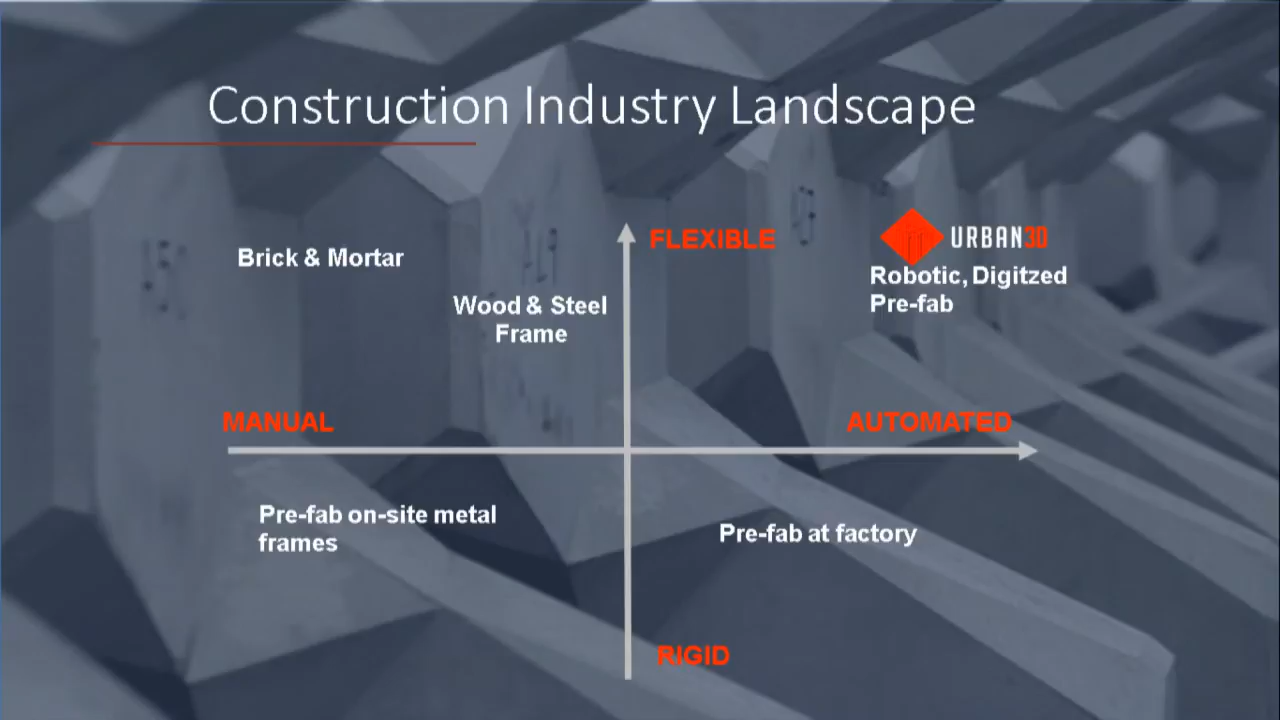 Construction Industry Landscape
FLEXIBLE
URBAN3D
Brick & Mortar
Robotic, Digitzed
Pre-fab
Wood & Steel
Frame
MANUAL
AUTOMATED
Pre-fab on-site metal
frames
Pre-fab at factory
RIGID